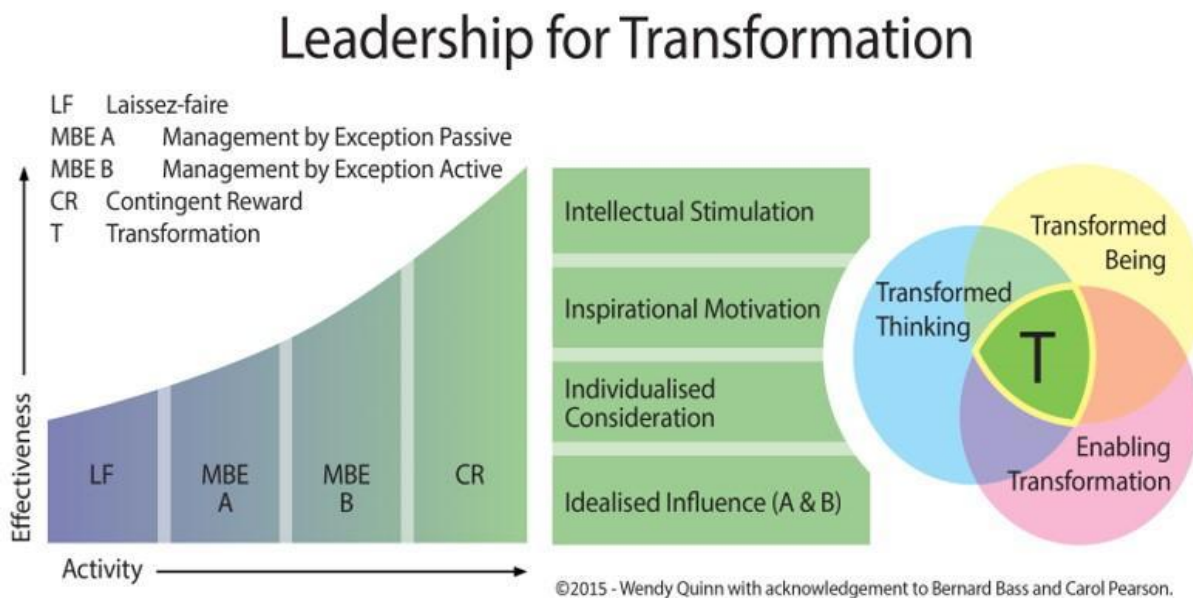 Leadership for Transformation
LF Laissez-faire
MBE A Management by Exception Passive
MBE B Management by Exception Active
CR Contingent Reward
T Transformation
Effectiveness
LF
MBE
A
MBE
B
CR
Activity
Intellectual Stimulation
Inspirational Motivation
Individualised
Consideration
Idealised Influence (A & B)
Transformed
Being
Transformed
Thinking
T
Enabling
Transformation
©2015 - Wendy Quinn with acknowledgement to Bernard Bass and Carol Pearson.